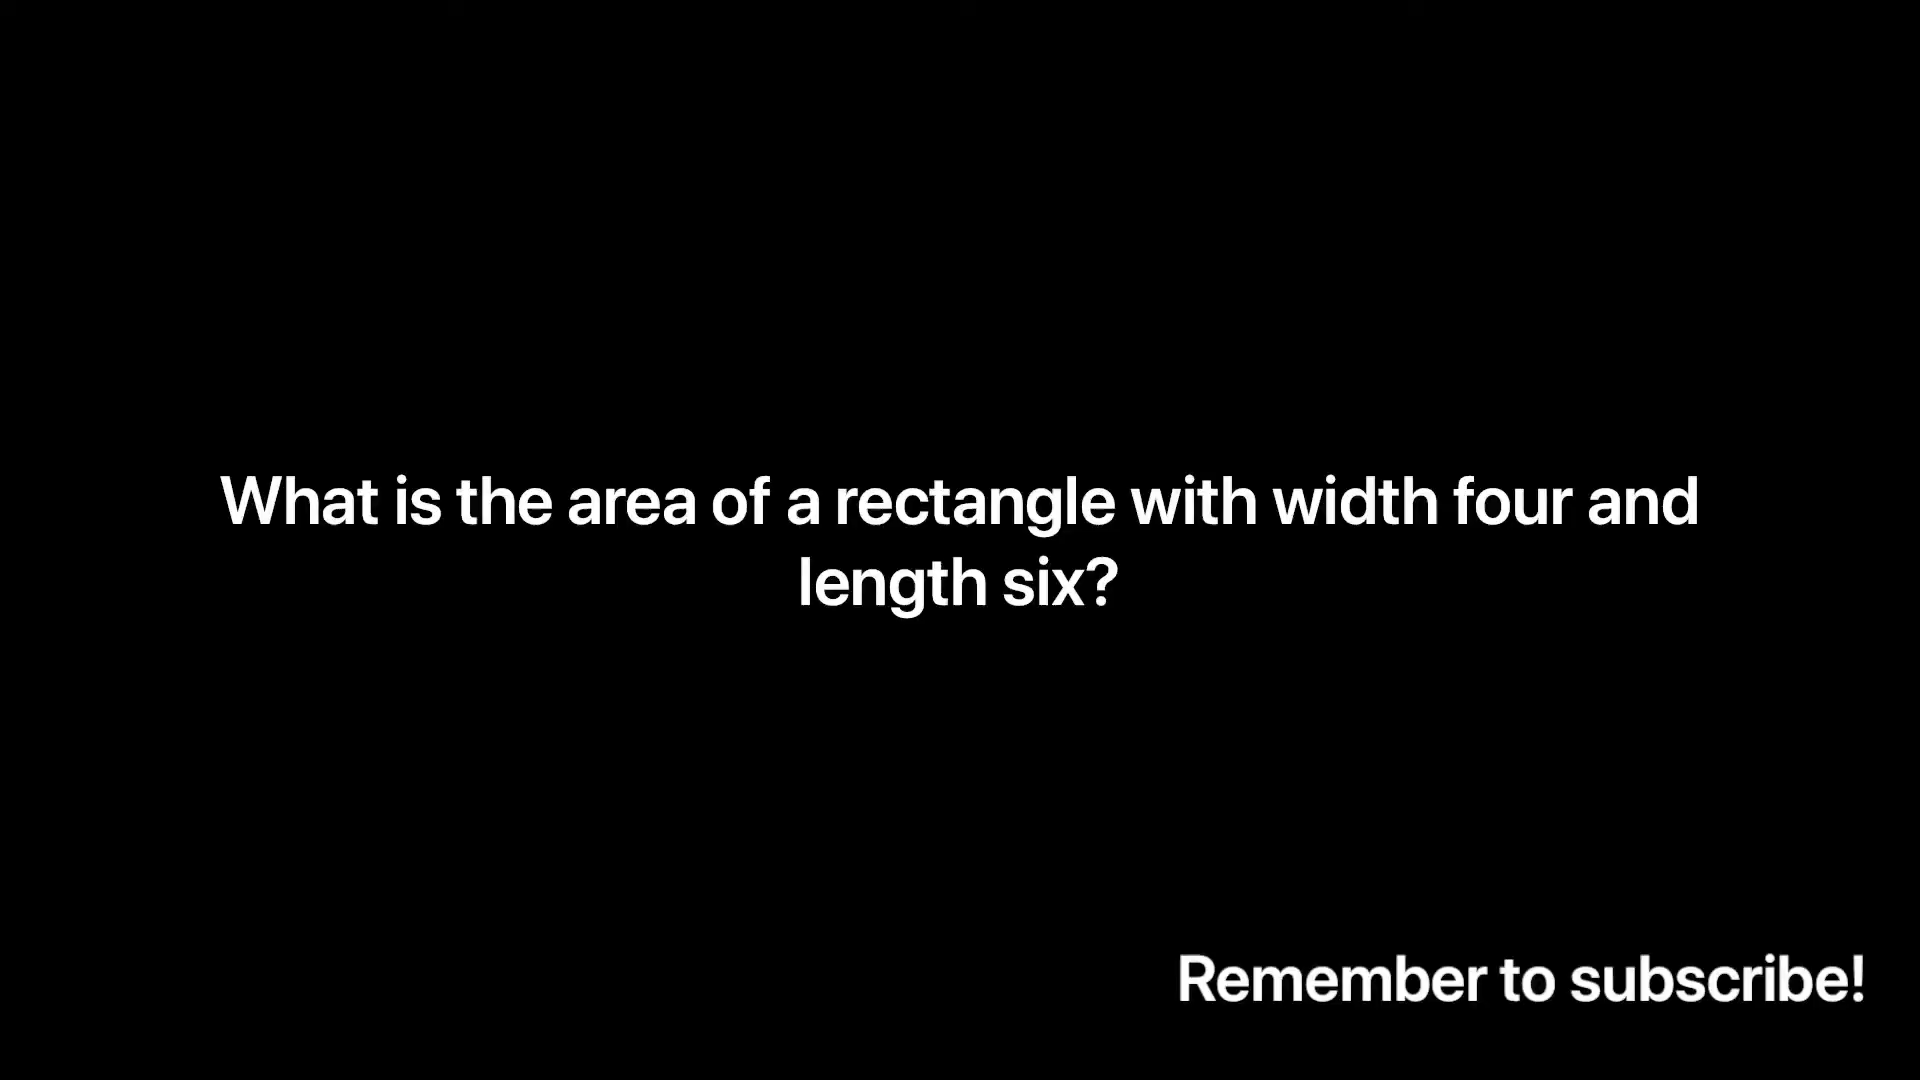 What is the area of a rectangle with width four and
length six?
Remember to subscribe!